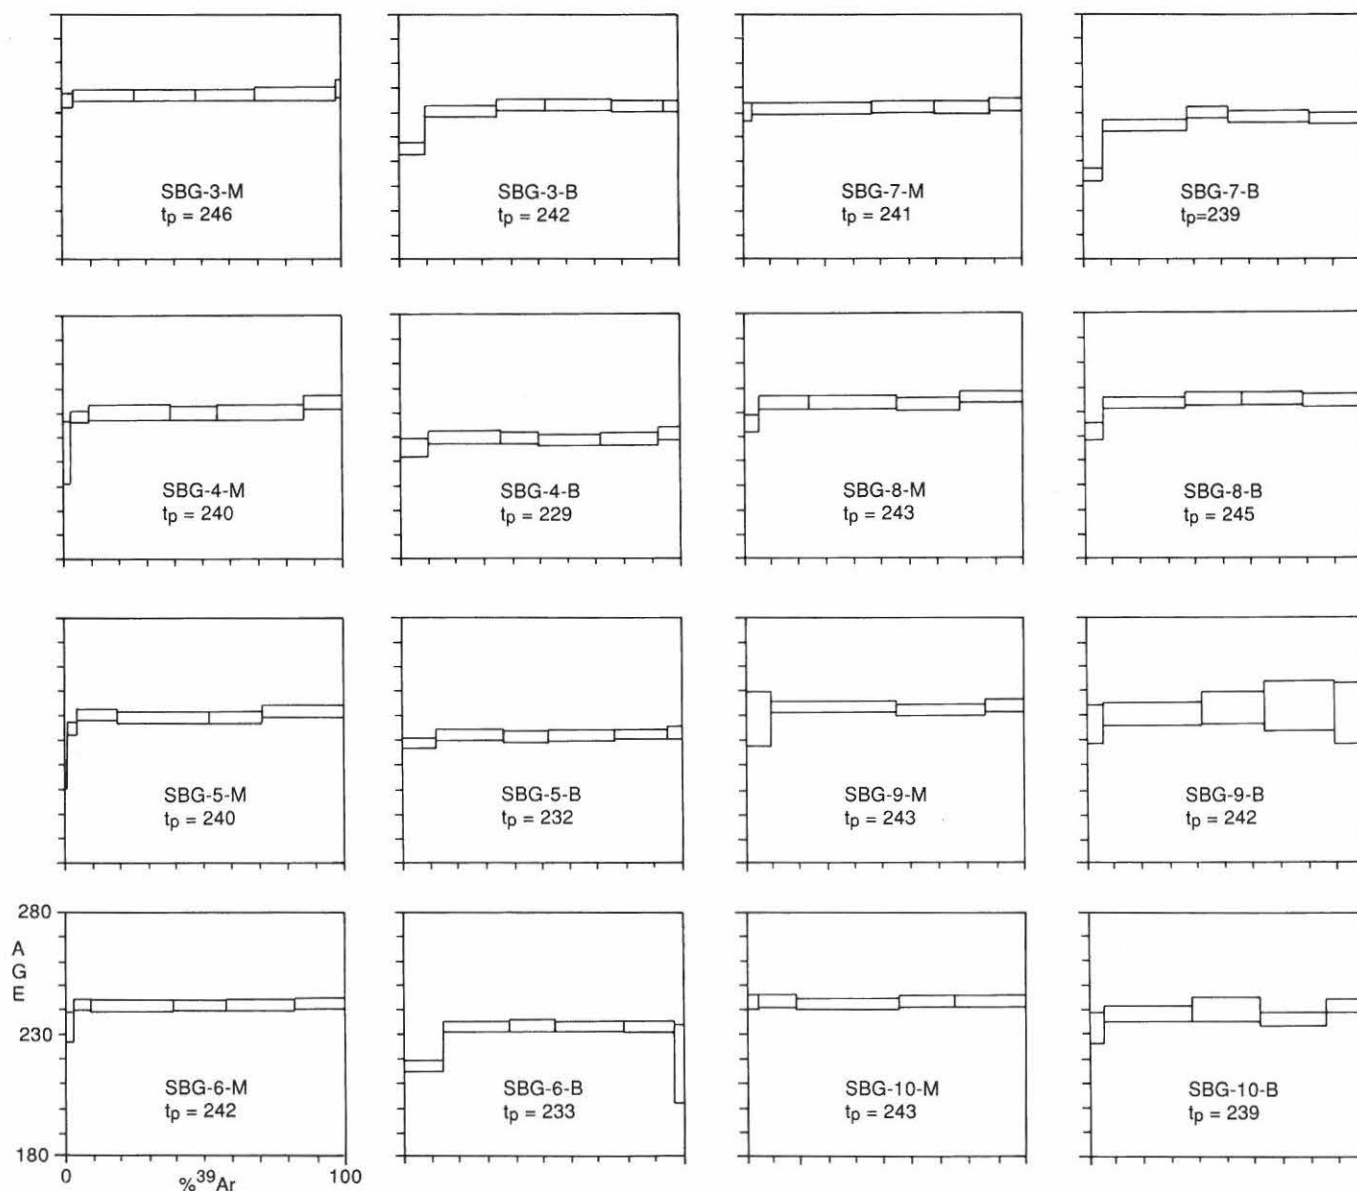 SBG-3-M
tp = 246
SBG-3-B
tp = 242
SBG-7-M
tp = 241
SBG-7-B
tp=239
SBG-4-M
tp = 240
SBG-4-B
tp = 229
SBG-8-M
tp = 243
SBG-8-B
tp = 245
SBG-5-M
tp = 240
SBG-5-B
tp = 232
SBG-9-M
tp = 243
SBG-9-B
tp = 242
280
AGE
230
180
SBG-6-M
tp = 242
0
%39Ar
100
SBG-6-B
tp = 233
SBG-10-M
tp = 243
SBG-10-B
tp = 239